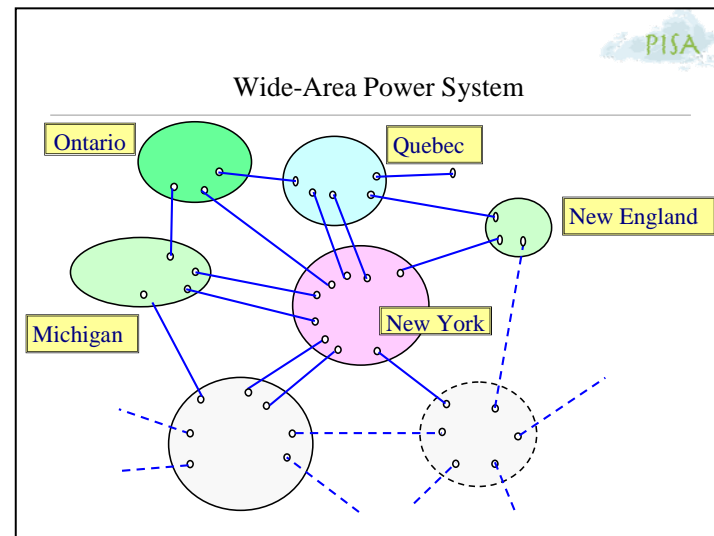 PISA
Wide-Area Power System
Ontario
Quebec
New England
New York
Michigan